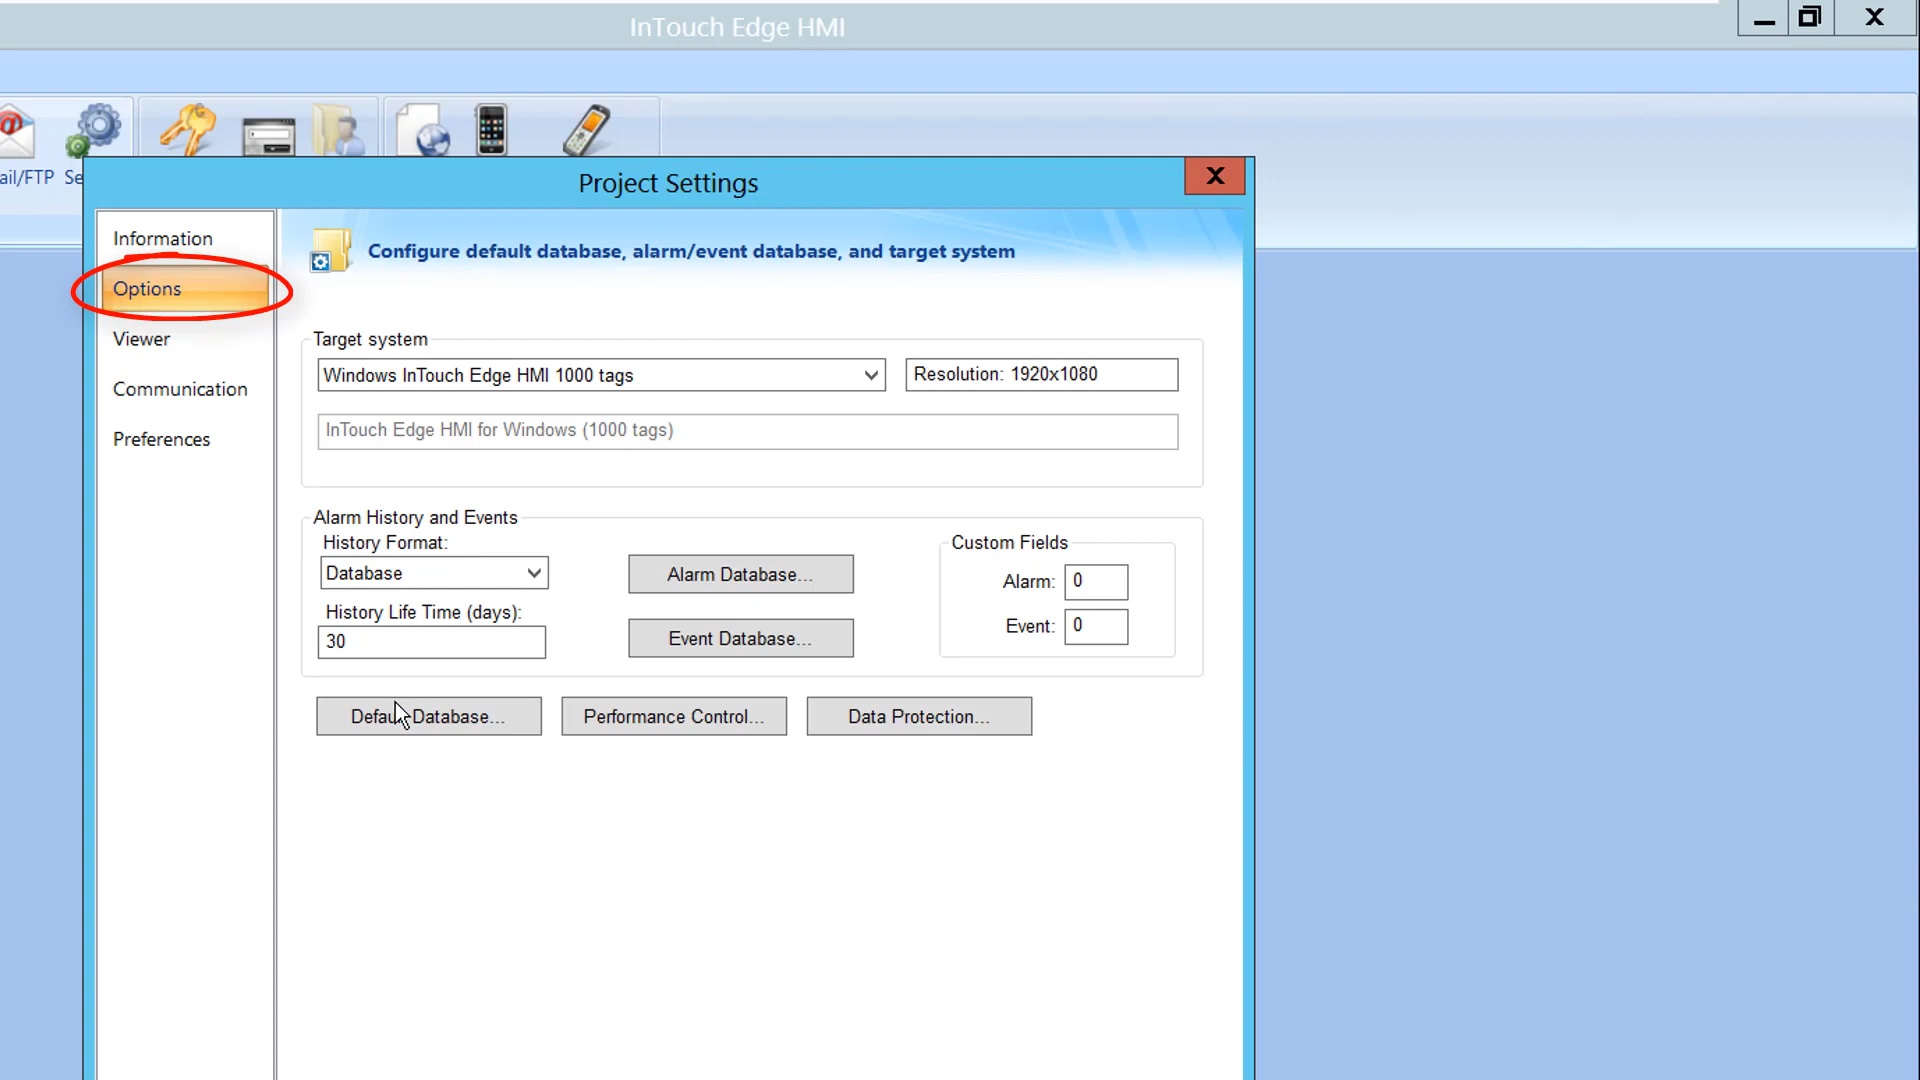 InTouch Edge HMI
ail/FTP Se
Project Settings
Information
Options
Viewer
Communication
Preferences
Configure default database, alarm/event database, and target system
Target system
Windows InTouch Edge HMI 1000 tags
Resolution: 1920x1080
InTouch Edge HMI for Windows (1000 tags)
Alarm History and Events
History Format:
Database
History Life Time (days):
30
Alarm Database...
Event Database...
Custom Fields
Alarm: 0
Event: 0
Default Database...
Performance Control...
Data Protection...